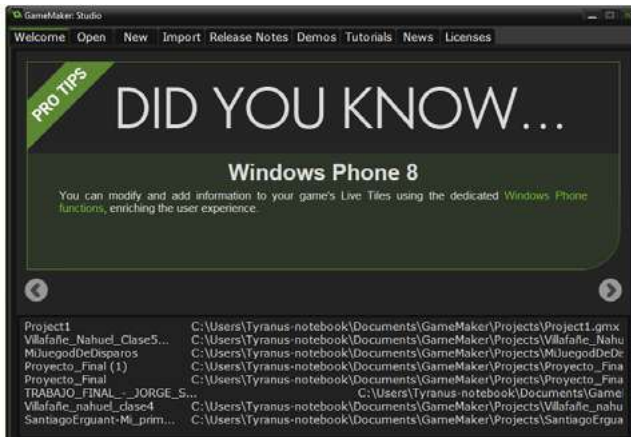 GameMaker: Studio
Welcome Open New Import Release Notes Demos Tutorials News Licenses
PRO TIPS
DID YOU KNOW...
Windows Phone 8
You can modify and add information to your game's Live Tiles using the dedicated Windows Phone
functions, enriching the user experience.
Project1 C:\Users\Tyranus-notebook\Documents\GameMaker\Projects\Project1.gmx
Villafañe_Nahuel_Clase5... C:\Users\Tyranus-notebook\Documents\GameMaker\Projects\Villafañe_Nahu
MiJuegodDeDisparos C:\Users\Tyranus-notebook\Documents\GameMaker\Projects\MiJuegodDeDi
Proyecto_Final (1) C:\Users\Tyranus-notebook\Documents\GameMaker\Projects\Proyecto_Fina
Proyecto_Final C:\Users\Tyranus-notebook\Documents\GameMaker\Projects\Proyecto_Fina
TRABAJO_FINAL_-_JORGE_S... C:\Users\Tyranus-notebook\Documents\Game
Villafañe_nahuel_clase4 C:\Users\Tyranus-notebook\Documents\GameMaker\Projects\Villafañe_nahu
SantiagoErguant-Mi_prim... C:\Users\Tyranus-notebook\Documents\GameMaker\Projects\SantiagoErgua